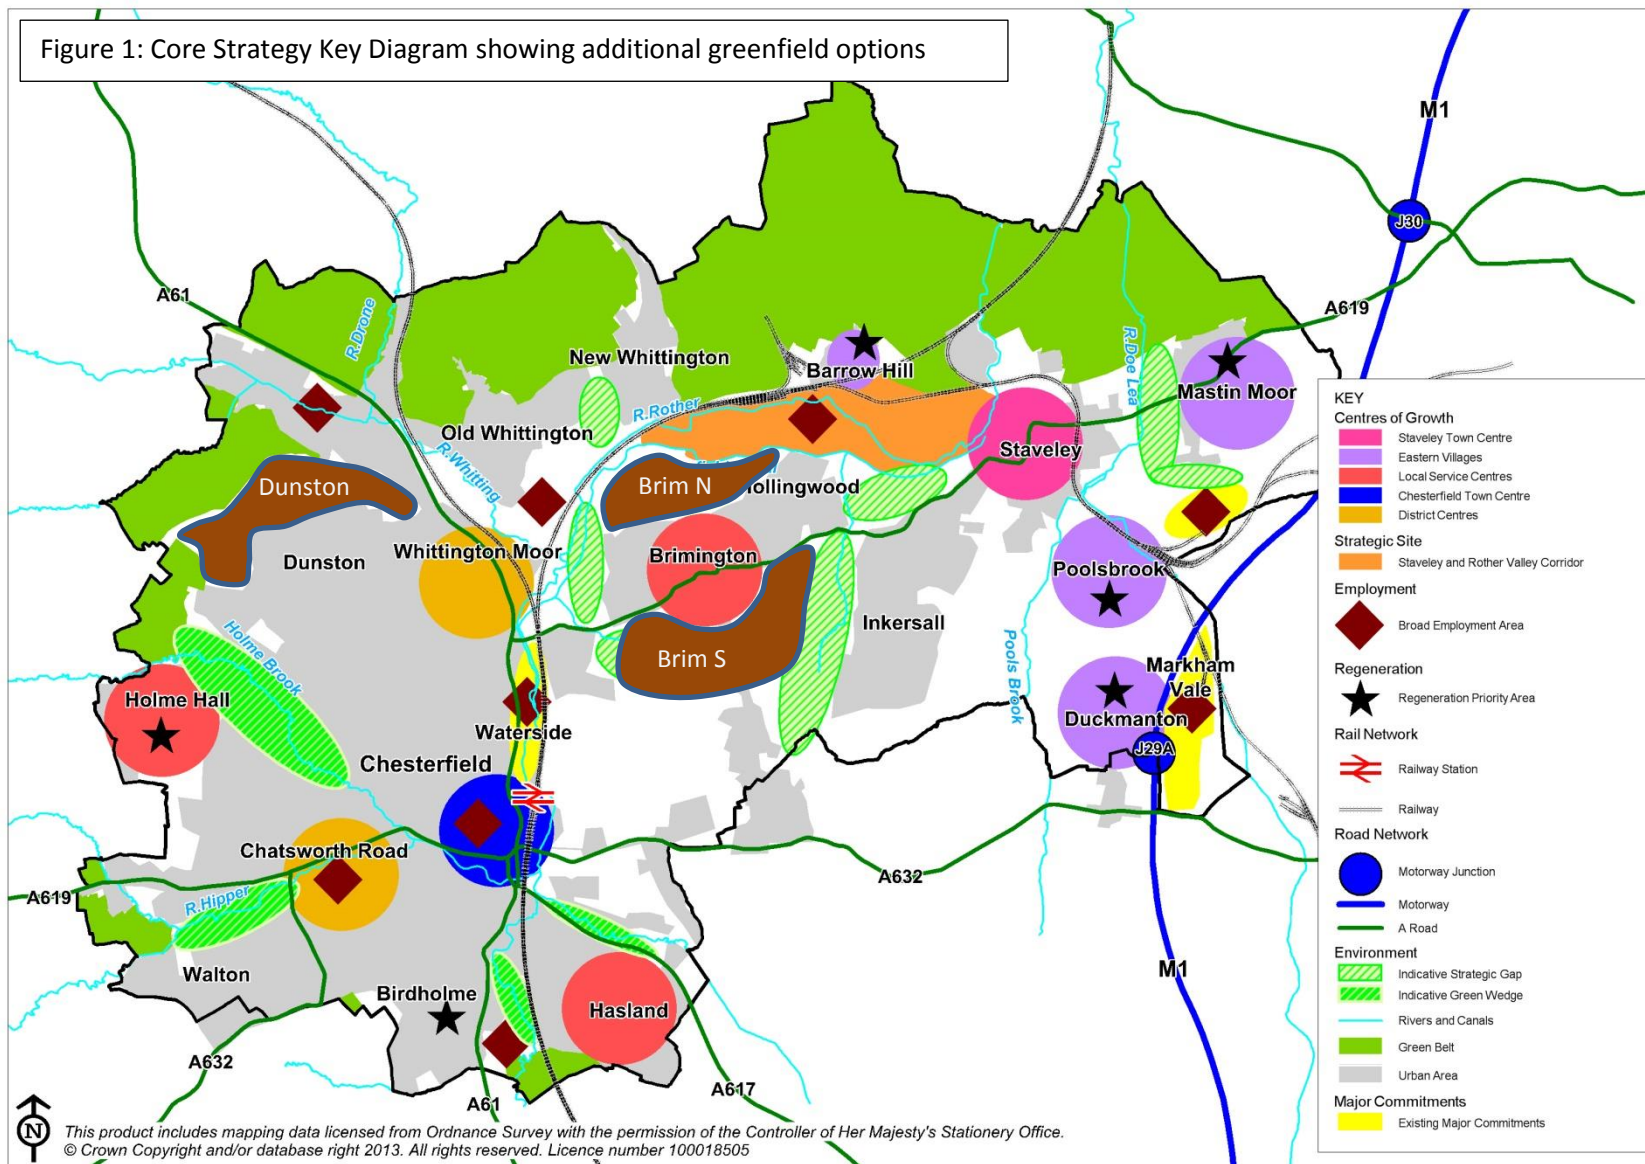 Figure 1: Core Strategy Key Diagram showing additional greenfield options
M1
J30
A61
R.Drone
A619
R.Doe Lea
New Whittington
Barrow Hill
Mastin Moor
R.Rother
Old Whittington
R.Whitting
Staveley
Dunston
Brim N
ollingwood
Whittington Moor
Brimington
Dunston
Poolsbrook
Holme Brook
Inkersall
Brim S
Pools Brook
Markham
Vale
Holme Hall
Duckmanton
Waterside
J29A
Chesterfield
Chatsworth Road
A632
A619
R.Hipper
Walton
M1
Birdholme
Hasland
A632
A617
A61
KEY
Centres of Growth
Staveley Town Centre
Eastern Villages
Local Service Centres
Chesterfield Town Centre
District Centres
Strategic Site
Staveley and Rother Valley Corridor
Employment
Broad Employment Area
Regeneration
Regeneration Priority Area
Rail Network
Railway Station
Railway
Road Network
Motorway Junction
Motorway
A Road
Environment
Indicative Strategic Gap
Indicative Green Wedge
Rivers and Canals
Green Belt
Urban Area
Major Commitments
Existing Major Commitments
N
This product includes mapping data licensed from Ordnance Survey with the permission of the Controller of Her Majesty's Stationery Office.
© Crown Copyright and/or database right 2013. All rights reserved. Licence number 100018505